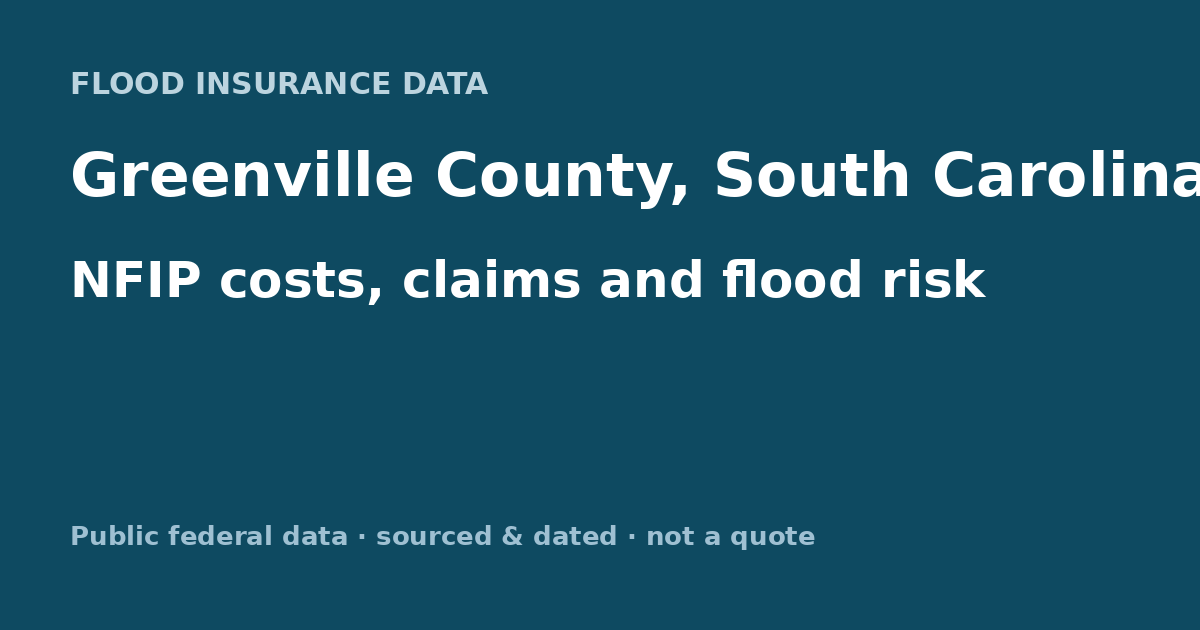 FLOOD INSURANCE DATA
Greenville County, South Carolina
NFIP costs, claims and flood risk
Public federal data · sourced & dated · not a quote